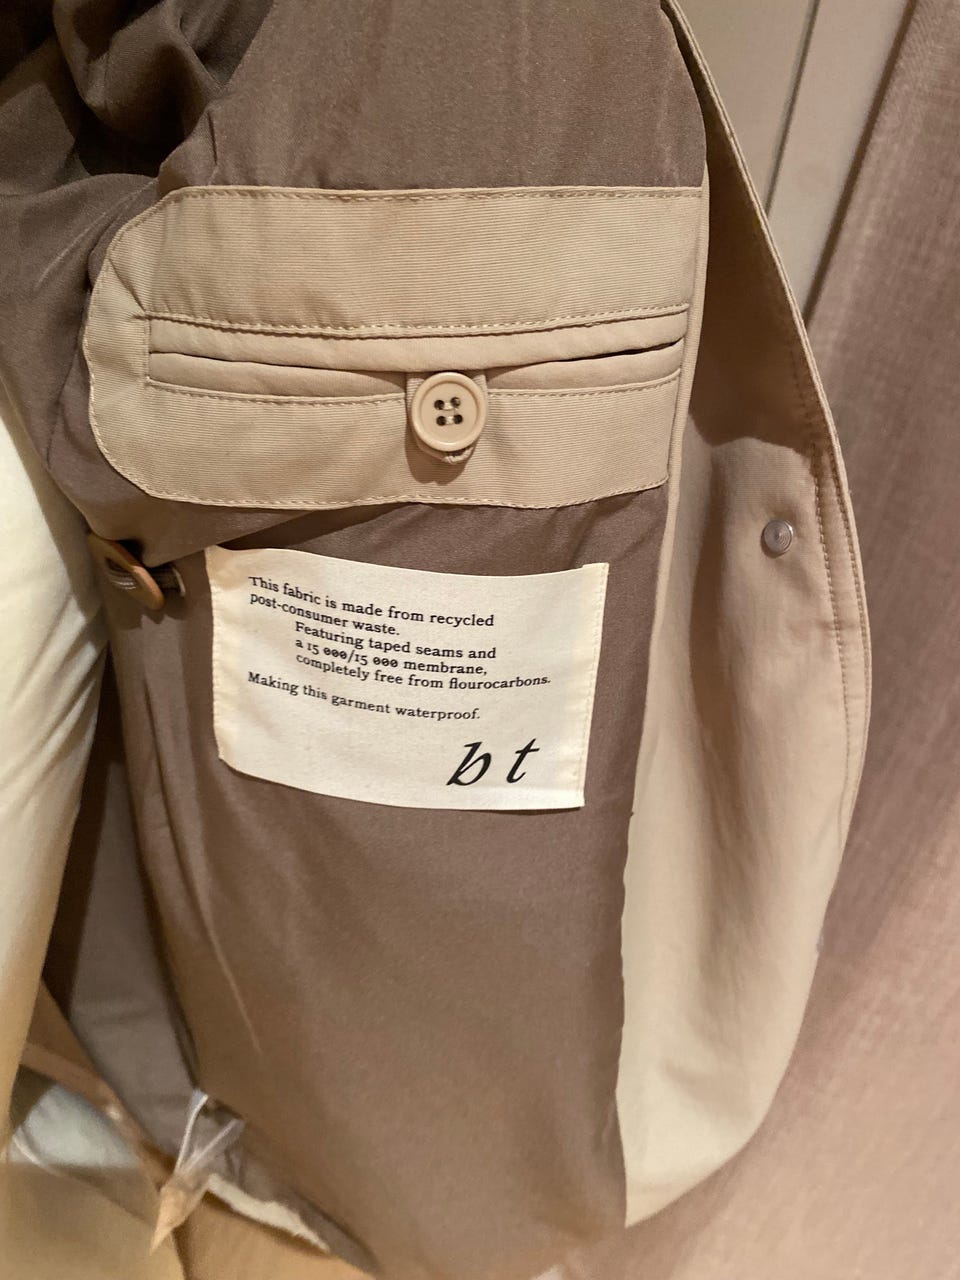 This fabric is made from recycled
post-consumer waste.
Featuring taped seams and
a 15 000/15 000 membrane,
completely free from flourocarbons.
Making this garment waterproof.
bt